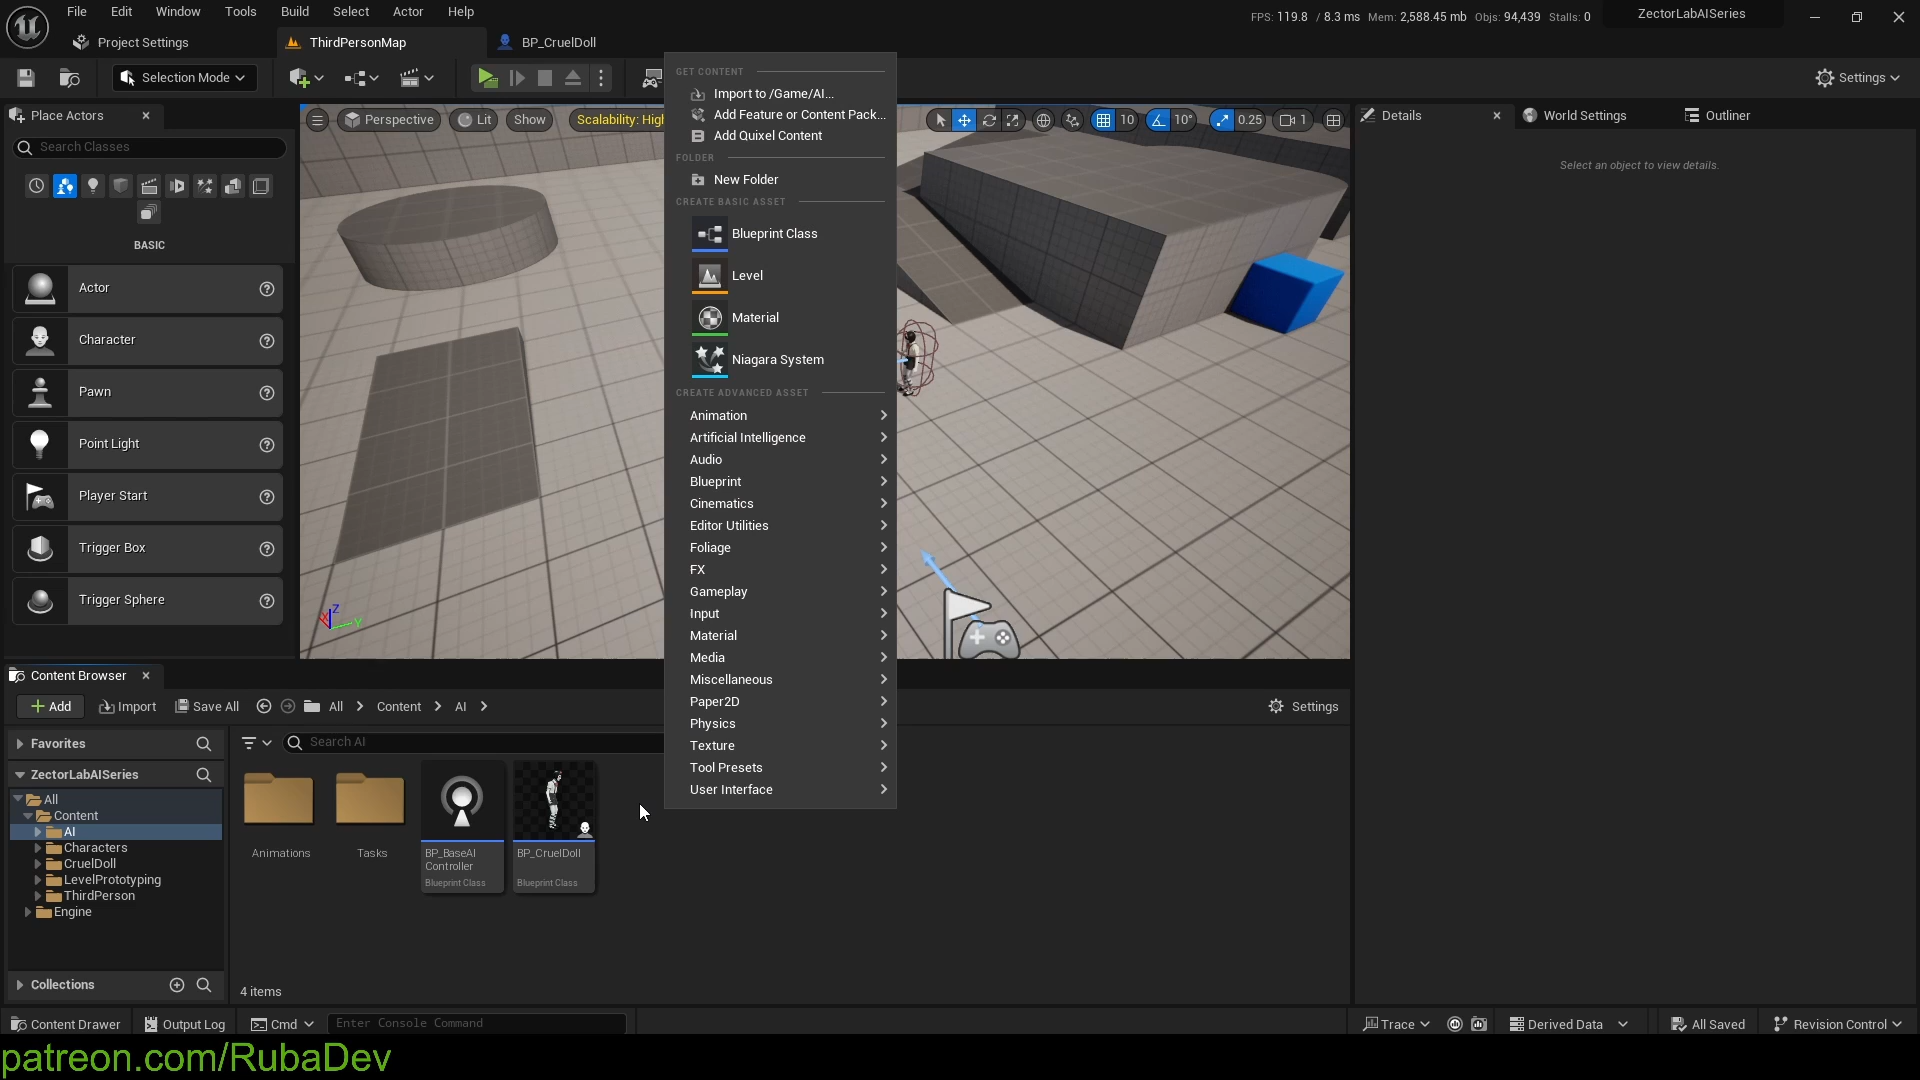 File Edit Window Tools Build Select Actor Help
FPS: 119.8 / 8.3 ms Mem: 2,588.45 mb Objs: 94,439 Stalls: 0
ZectorLabAISeries
Project Settings
ThirdPersonMap
BP_CruelDoll
Selection Mode
Settings
Place Actors
Search Classes
BASIC
Actor
Character
Pawn
Point Light
Player Start
Trigger Box
Trigger Sphere
Perspective
Lit
Show
Scalability: High
10
10°
0.25
1
Z
X
Y
GET CONTENT
Import to /Game/AI...
Add Feature or Content Pack...
Add Quixel Content
FOLDER
New Folder
CREATE BASIC ASSET
Blueprint Class
Level
Material
Niagara System
CREATE ADVANCED ASSET
Animation
Artificial Intelligence
Audio
Blueprint
Cinematics
Editor Utilities
Foliage
FX
Gameplay
Input
Material
Media
Miscellaneous
Paper2D
Physics
Texture
Tool Presets
User Interface
Details
World Settings
Outliner
Select an object to view details.
Content Browser
Add
Import
Save All
All
Content
AI
Settings
Favorites
ZectorLabAISeries
All
Content
AI
Characters
CruelDoll
LevelPrototyping
ThirdPerson
Engine
Collections
Search AI
Animations
Tasks
BP_BaseAI
Controller
Blueprint Class
BP_CruelDoll
Blueprint Class
4 items
Content Drawer
Output Log
Cmd
Enter Console Command
Trace
Derived Data
All Saved
Revision Control
patreon.com/RubaDev